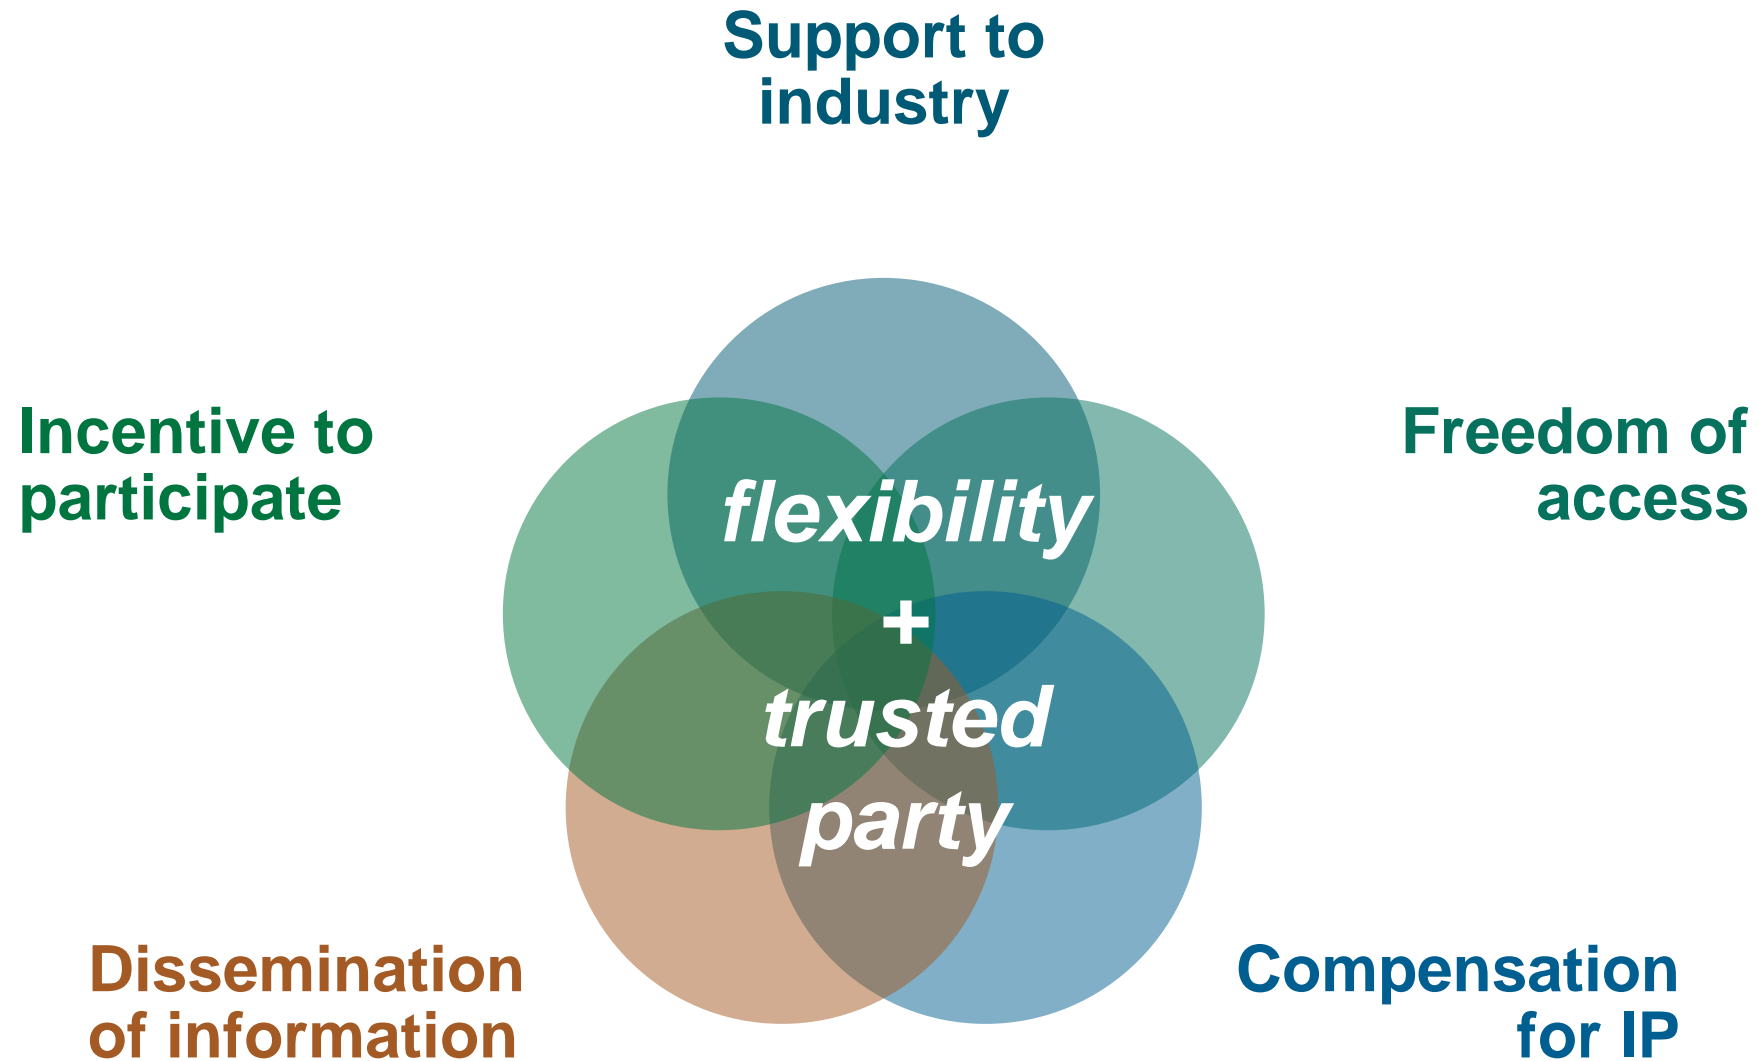 Support to
industry
Incentive to
participate
Freedom of
access
flexibility
+
trusted
party
Dissemination
of information
Compensation
for IP